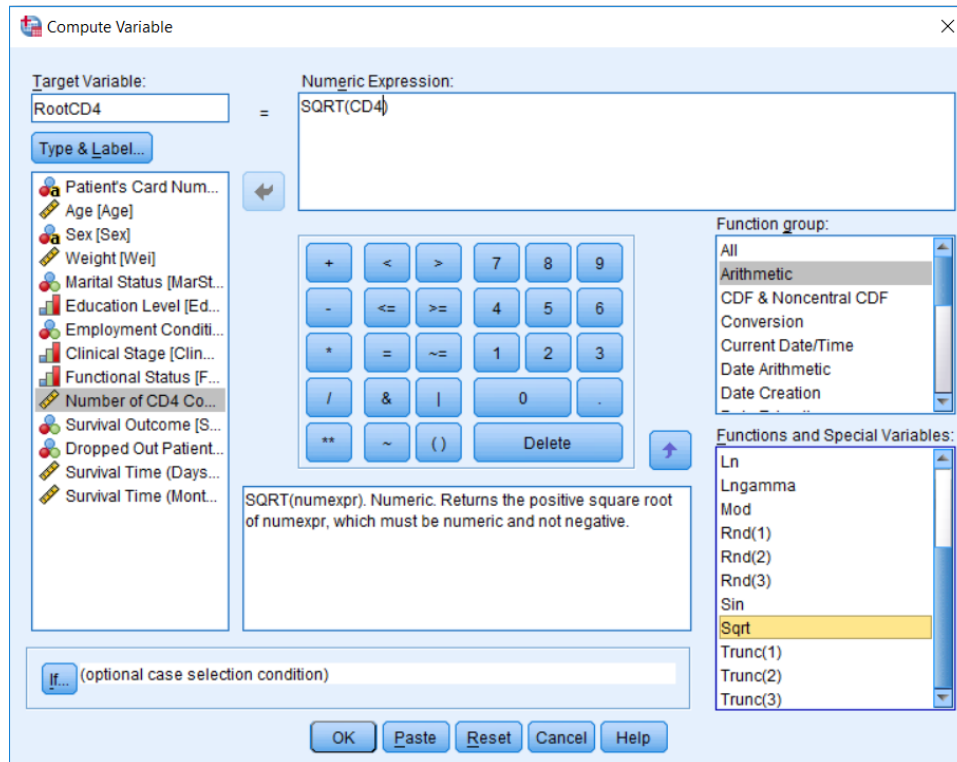 Compute Variable
Target Variable:
RootCD4
=
Numeric Expression:
SQRT(CD4)
Type & Label...
Patient's Card Num...
Age [Age]
Sex [Sex]
Weight [Wei]
Marital Status [MarSt...
Education Level [Ed...
Employment Conditi...
Clinical Stage [Clin...
Functional Status [F...
Number of CD4 Co...
Survival Outcome [S...
Dropped Out Patient...
Survival Time (Days...
Survival Time (Mont...
+ < > 7 8 9
- <= >= 4 5 6
* = ~= 1 2 3
/ & | 0 .
** ~ ( ) Delete
SQRT(numexpr). Numeric. Returns the positive square root
of numexpr, which must be numeric and not negative.
Function group:
All
Arithmetic
CDF & Noncentral CDF
Conversion
Current Date/Time
Date Arithmetic
Date Creation
Functions and Special Variables:
Ln
Lngamma
Mod
Rnd(1)
Rnd(2)
Rnd(3)
Sin
Sqrt
Trunc(1)
Trunc(2)
Trunc(3)
If... (optional case selection condition)
OK Paste Reset Cancel Help